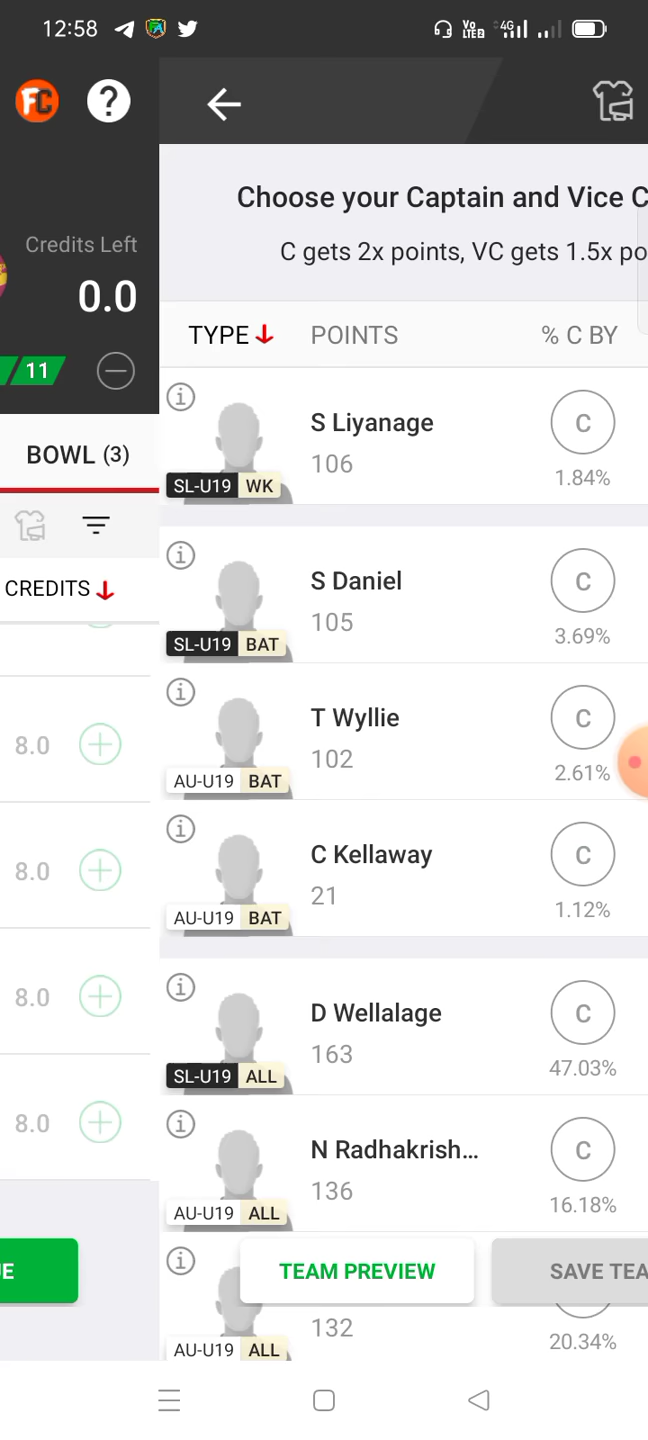 12:58
Vo
LTE2
4G
FC
?
Choose your Captain and Vice C
Credits Left
C gets 2x points, VC gets 1.5x po
0.0
TYPE POINTS % C BY
11
S Liyanage
C
106
1.84%
SL-U19 WK
BOWL (3)
S Daniel
C
105
3.69%
SL-U19 BAT
CREDITS
T Wyllie
C
102
2.61%
AU-U19 BAT
8.0
C Kellaway
C
21
1.12%
AU-U19 BAT
8.0
D Wellalage
C
163
47.03%
SL-U19 ALL
8.0
N Radhakrish...
C
136
16.18%
AU-U19 ALL
8.0
E
TEAM PREVIEW
SAVE TEA
132
20.34%
AU-U19 ALL